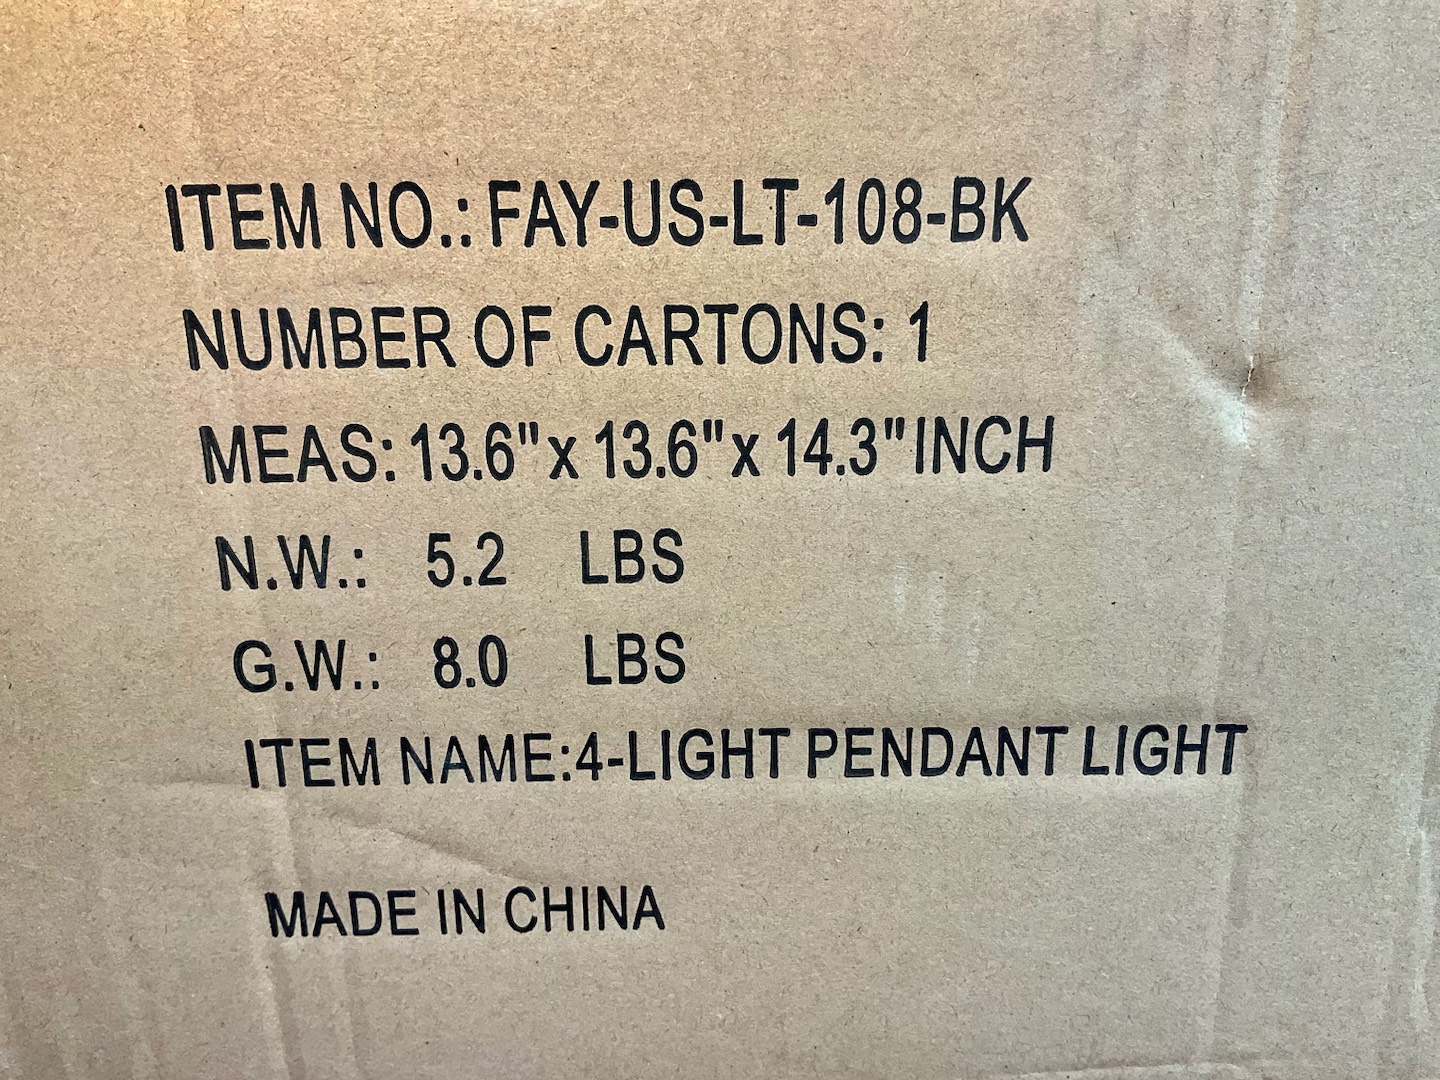 ITEM NO.: FAY-US-LT-108-BK
NUMBER OF CARTONS: 1
MEAS: 13.6"x 13.6"x 14.3"INCH
N.W.: 5.2 LBS
G.W.: 8.0 LBS
ITEM NAME:4-LIGHT PENDANT LIGHT
MADE IN CHINA